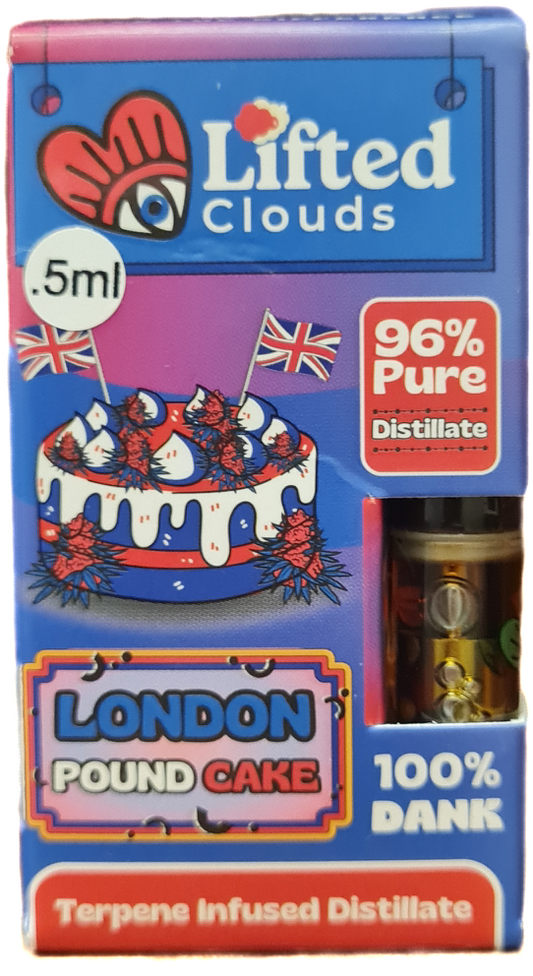 Lifted
Clouds
.5ml
96%
Pure
Distillate
LONDON
POUND CAKE
100%
DANK
Terpene Infused Distillate